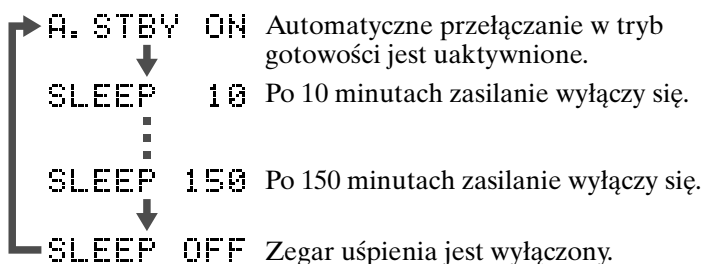 A. STBY ON Automatyczne przełączanie w tryb
gotowości jest uaktywnione.
SLEEP 10 Po 10 minutach zasilanie wyłączy się.
SLEEP 150 Po 150 minutach zasilanie wyłączy się.
SLEEP OFF Zegar uśpienia jest wyłączony.